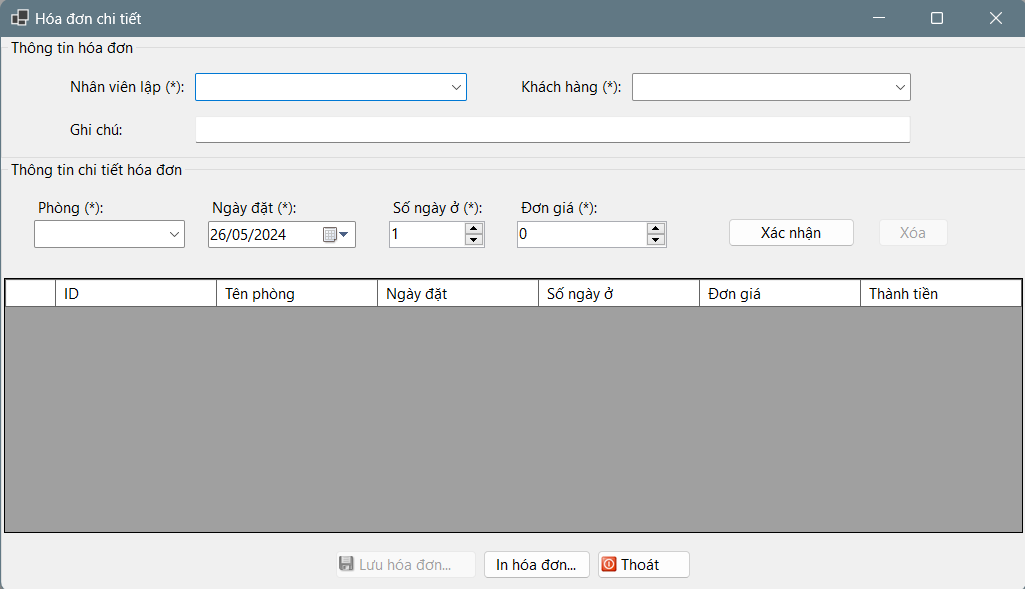 Hóa đơn chi tiết
Thông tin hóa đơn
Nhân viên lập (*): Khách hàng (*):
Ghi chú:
Thông tin chi tiết hóa đơn
Phòng (*): Ngày đặt (*): Số ngày ở (*): Đơn giá (*):
26/05/2024 1 0 Xác nhận Xóa
ID Tên phòng Ngày đặt Số ngày ở Đơn giá Thành tiền
Lưu hóa đơn... In hóa đơn... Thoát